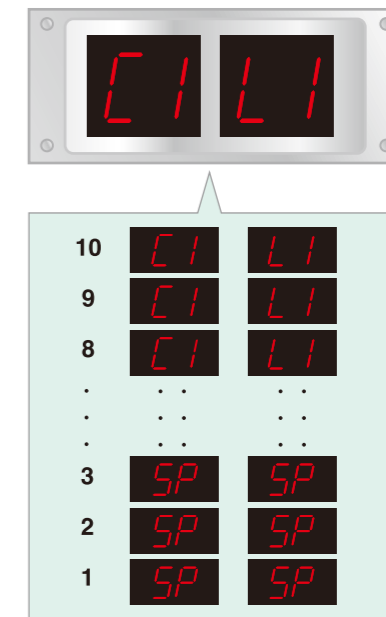 C1 L1
10 C1 L1
9 C1 L1
8 C1 L1
. . . . .
. . . . .
. . . . .
3 SP SP
2 SP SP
1 SP SP